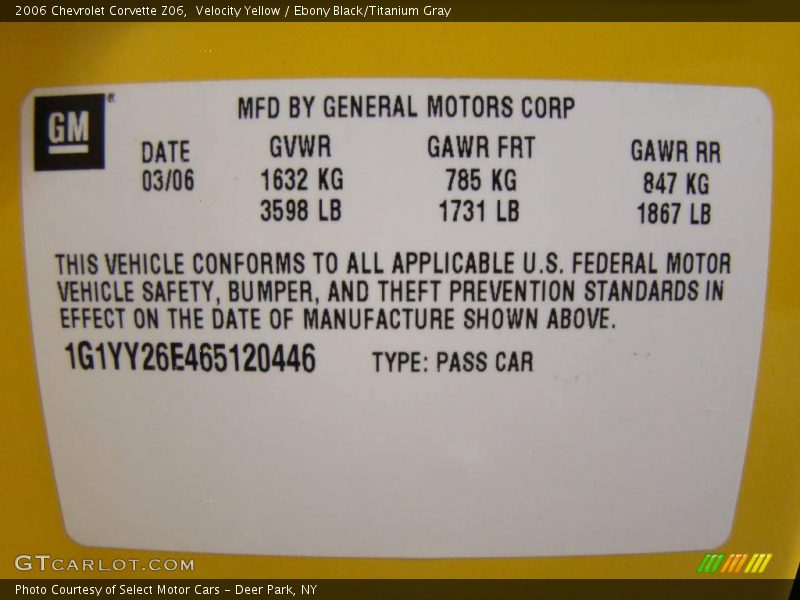 2006 Chevrolet Corvette Z06,  Velocity Yellow / Ebony Black/Titanium Gray
GM®
MFD BY GENERAL MOTORS CORP
DATE GVWR GAWR FRT GAWR RR
03/06 1632 KG 785 KG 847 KG
3598 LB 1731 LB 1867 LB
THIS VEHICLE CONFORMS TO ALL APPLICABLE U.S. FEDERAL MOTOR
VEHICLE SAFETY, BUMPER, AND THEFT PREVENTION STANDARDS IN
EFFECT ON THE DATE OF MANUFACTURE SHOWN ABOVE.
1G1YY26E465120446 TYPE: PASS CAR
GTCARLOT.COM
Photo Courtesy of Select Motor Cars - Deer Park, NY